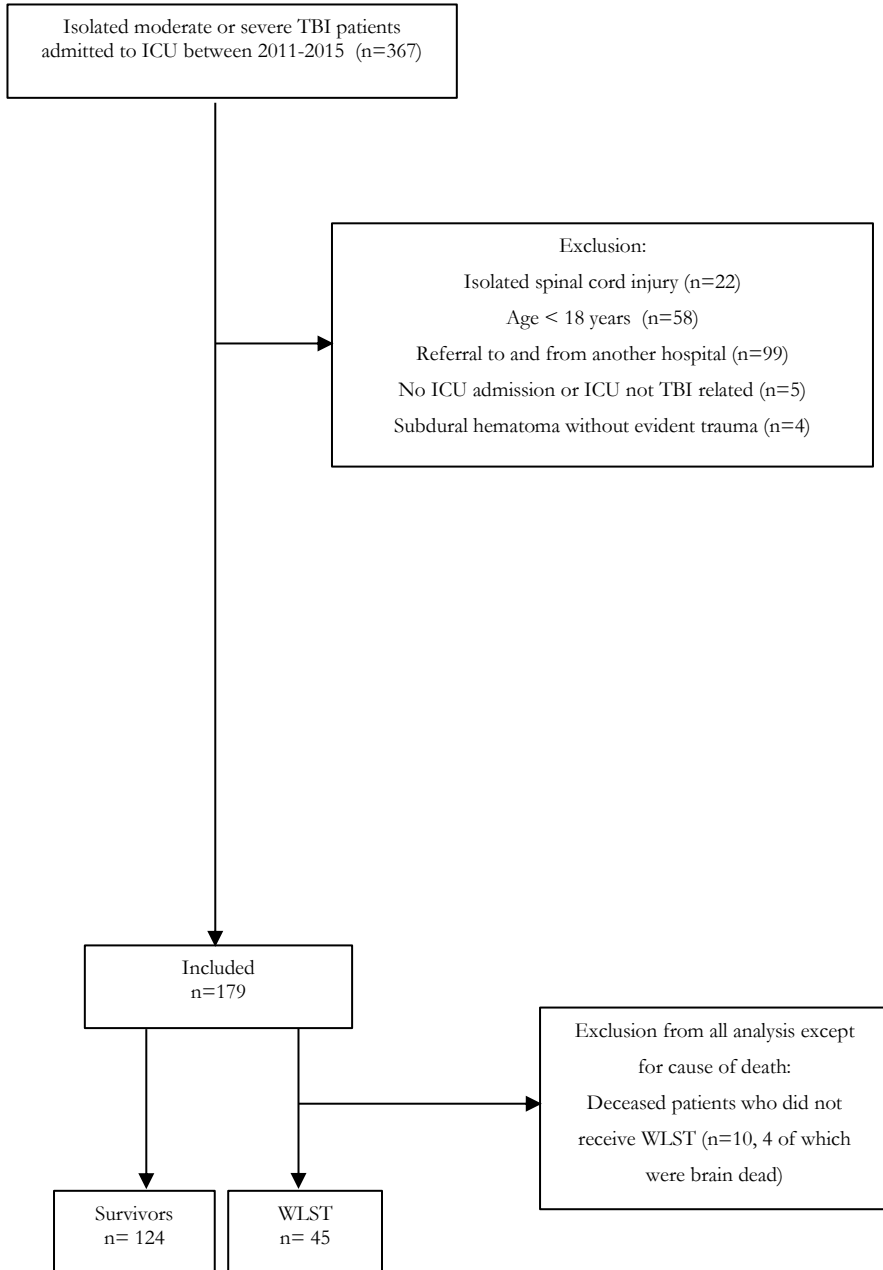 Isolated moderate or severe TBI patients
admitted to ICU between 2011-2015 (n=367)
Exclusion:
Isolated spinal cord injury (n=22)
Age < 18 years (n=58)
Referral to and from another hospital (n=99)
No ICU admission or ICU not TBI related (n=5)
Subdural hematoma without evident trauma (n=4)
Included
n=179
Exclusion from all analysis except
for cause of death:
Deceased patients who did not
receive WLST (n=10, 4 of which
were brain dead)
Survivors
n= 124
WLST
n= 45